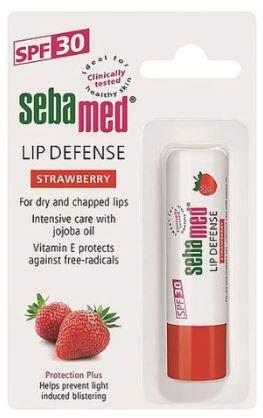 SPF 30
Ideal for healthy skin
Clinically tested
sebamed®
LIP DEFENSE
STRAWBERRY
For dry and chapped lips
Intensive care with
jojoba oil
Vitamin E protects
against free-radicals
Protection Plus
Helps prevent light
induced blistering
SPF 30
sebamed
LIP DEFENSE
STRAWBERRY